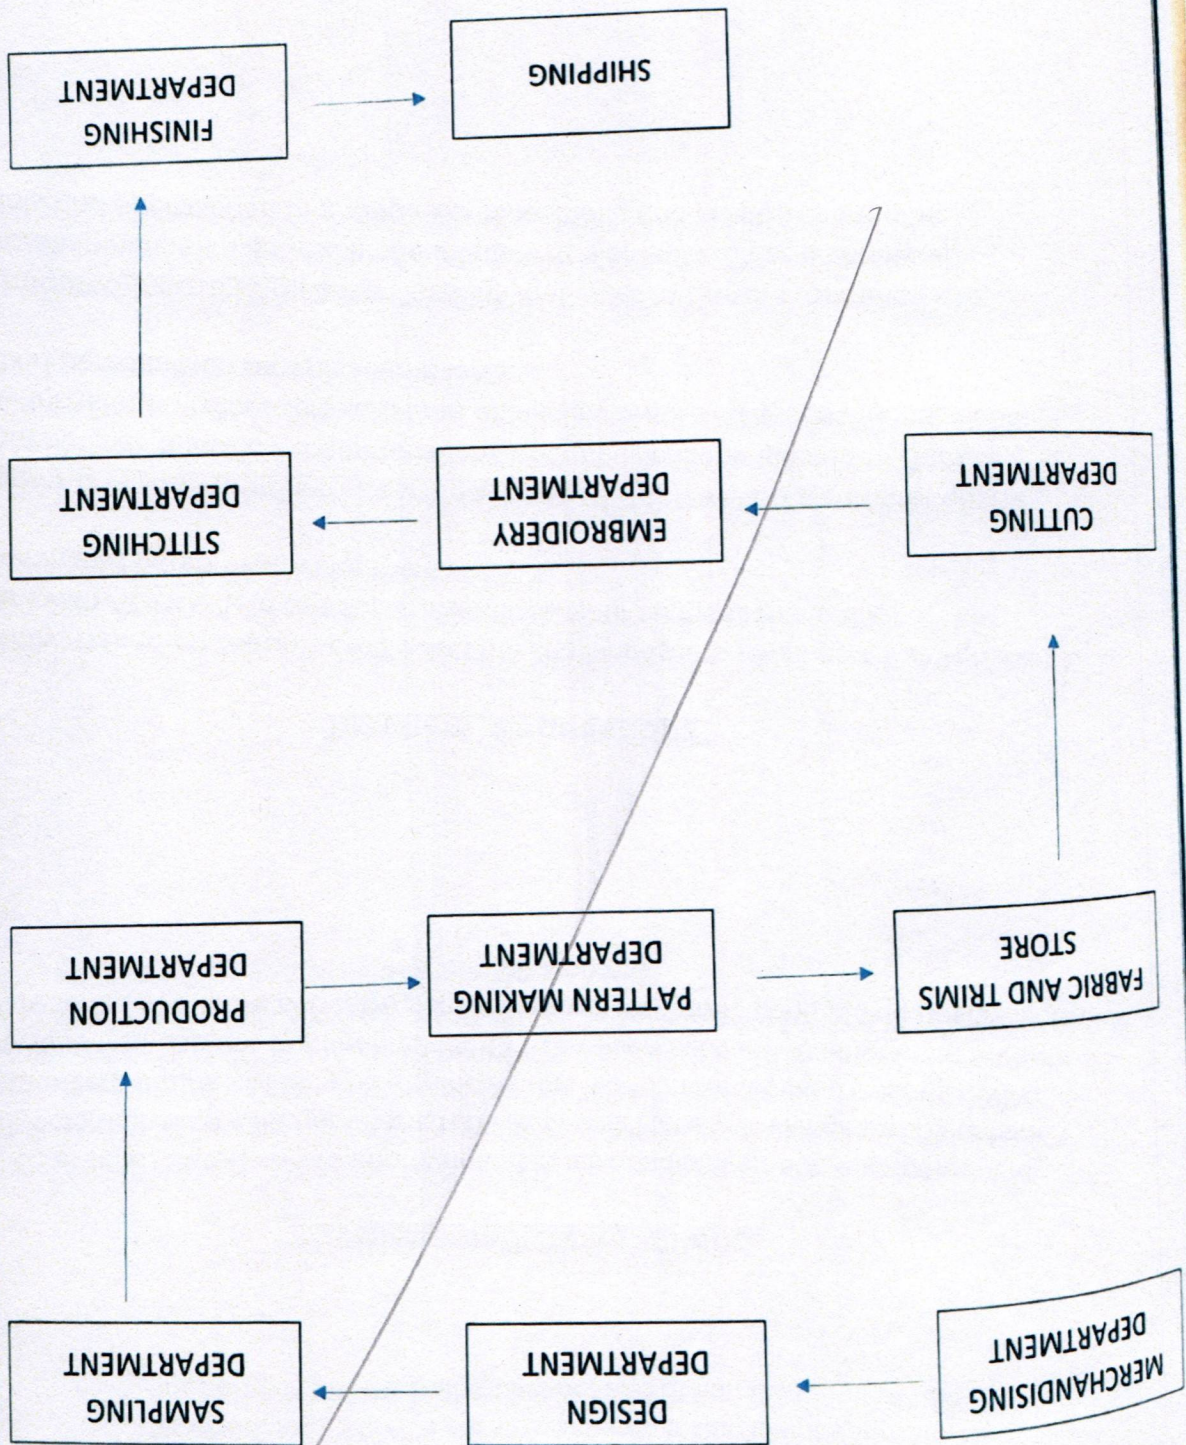 MERCHANDISING
DEPARTMENT
DESIGN
DEPARTMENT
SAMPLING
DEPARTMENT
PRODUCTION
DEPARTMENT
PATTERN MAKING
DEPARTMENT
FABRIC AND TRIMS
STORE
CUTTING
DEPARTMENT
EMBROIDERY
DEPARTMENT
STITCHING
DEPARTMENT
FINISHING
DEPARTMENT
SHIPPING